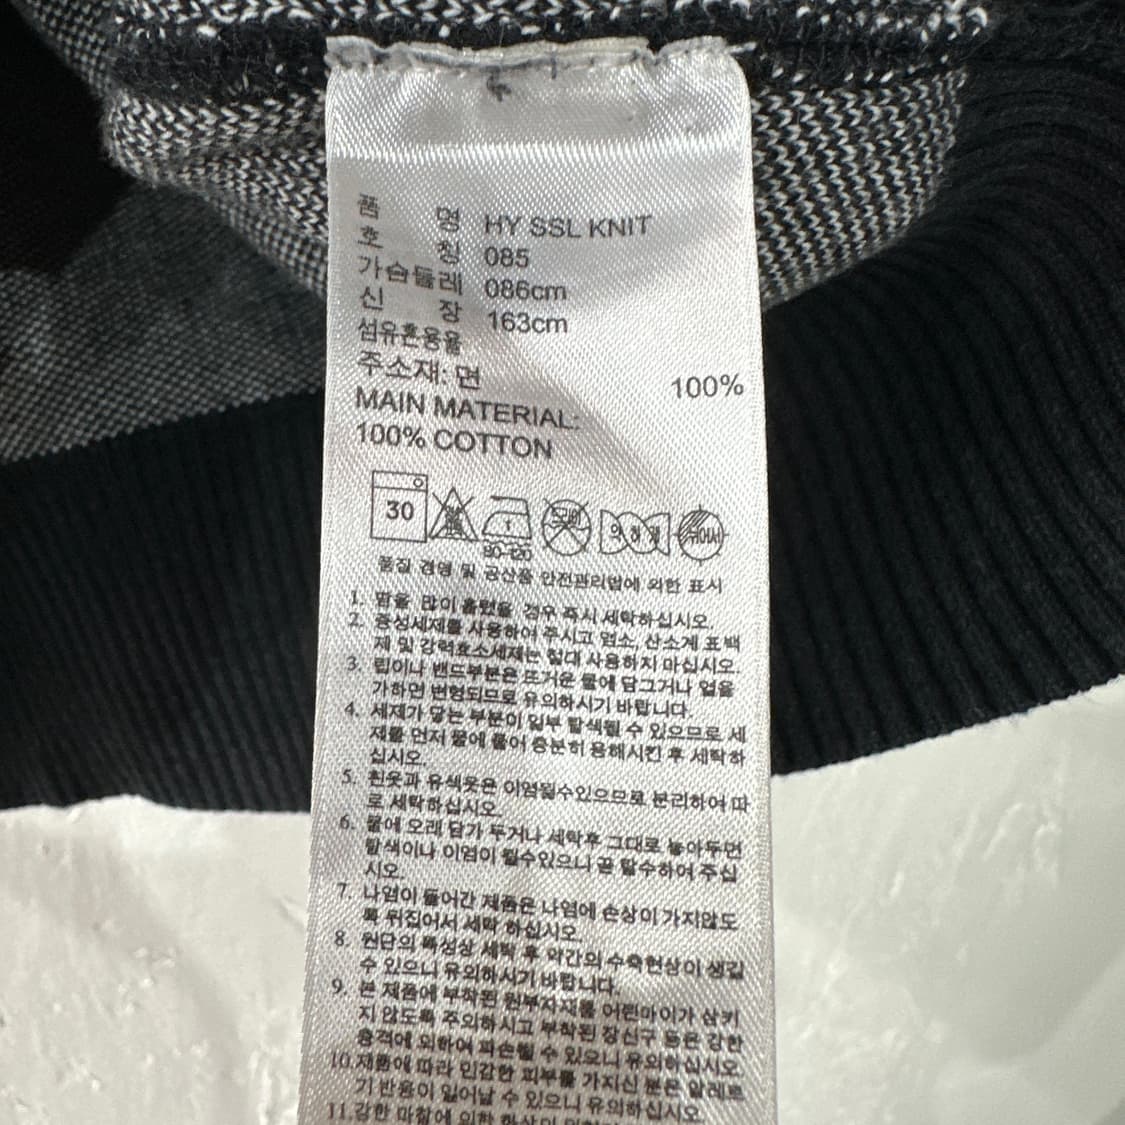 품 명 HY SSL KNIT
호 칭 085
가슴둘레 086cm
신 장 163cm
섬유혼용율
주소재: 면 100%
MAIN MATERIAL:
100% COTTON
30
80-120
품질 경영 및 공산품 안전관리법에 의한 표시
1. 땀을 많이 흘렸을 경우 즉시 세탁하십시오.
2. 중성세제를 사용하여 주시고 염소, 산소계 표백
제 및 강력효소세제는 절대 사용하지 마십시오.
3. 립이나 밴드부분은 뜨거운 물에 담그거나 열을
가하면 변형되므로 유의하시기 바랍니다.
4. 세제가 닿는 부분이 일부 탈색될 수 있으므로 세
제를 먼저 물에 풀어 충분히 용해시킨 후 세탁하
십시오.
5. 흰옷과 유색옷은 이염될수있으므로 분리하여 따
로 세탁하십시오.
6. 물에 오래 담가 두거나 세탁후 그대로 놓아두면
탈색이나 이염이 될수있으니 곧 탈수하여 주십
시오.
7. 나염이 들어간 제품은 나염에 손상이 가지않도
록 뒤집어서 세탁 하십시오.
8. 원단의 특성상 세탁 후 약간의 수축현상이 생길
수 있으니 유의하시기 바랍니다.
9. 본 제품에 부착된 원부자재를 어린아이가 삼키
지 않도록 주의하시고 부착된 장신구 등은 강한
충격에 의하여 파손될 수 있으니 유의하십시오.
10.제품에 따라 민감한 피부를 가지신 분은 알레르
기 반응이 일어날 수 있으니 유의하십시오.
11.강한 마찰에 의한